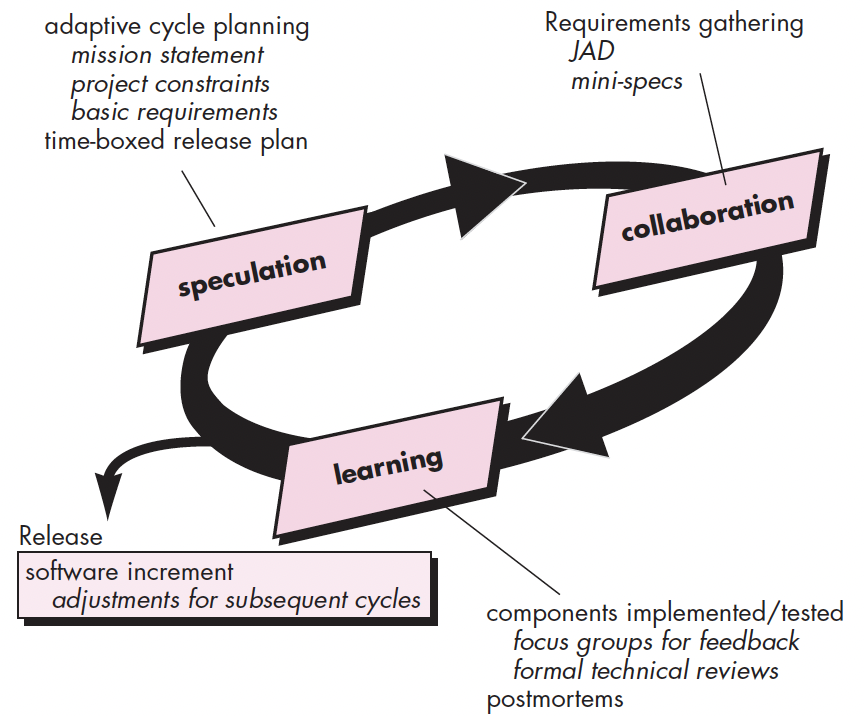 adaptive cycle planning
mission statement
project constraints
basic requirements
time-boxed release plan
Requirements gathering
JAD
mini-specs
speculation
collaboration
learning
Release
software increment
adjustments for subsequent cycles
components implemented/tested
focus groups for feedback
formal technical reviews
postmortems